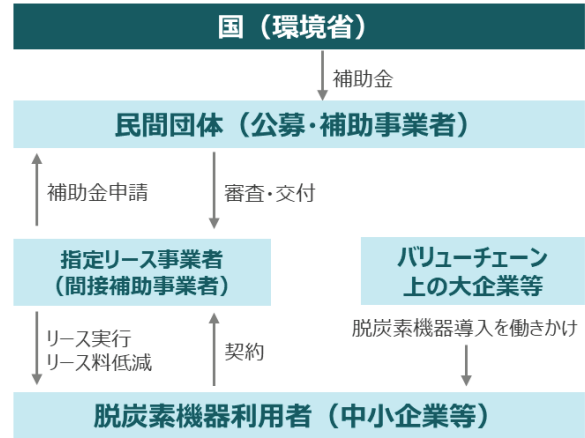 国（環境省）
補助金
民間団体（公募・補助事業者）
補助金申請
審査・交付
指定リース事業者
（間接補助事業者）
バリューチェーン
上の大企業等
リース実行
リース料低減
契約
脱炭素機器導入を働きかけ
脱炭素機器利用者（中小企業等）